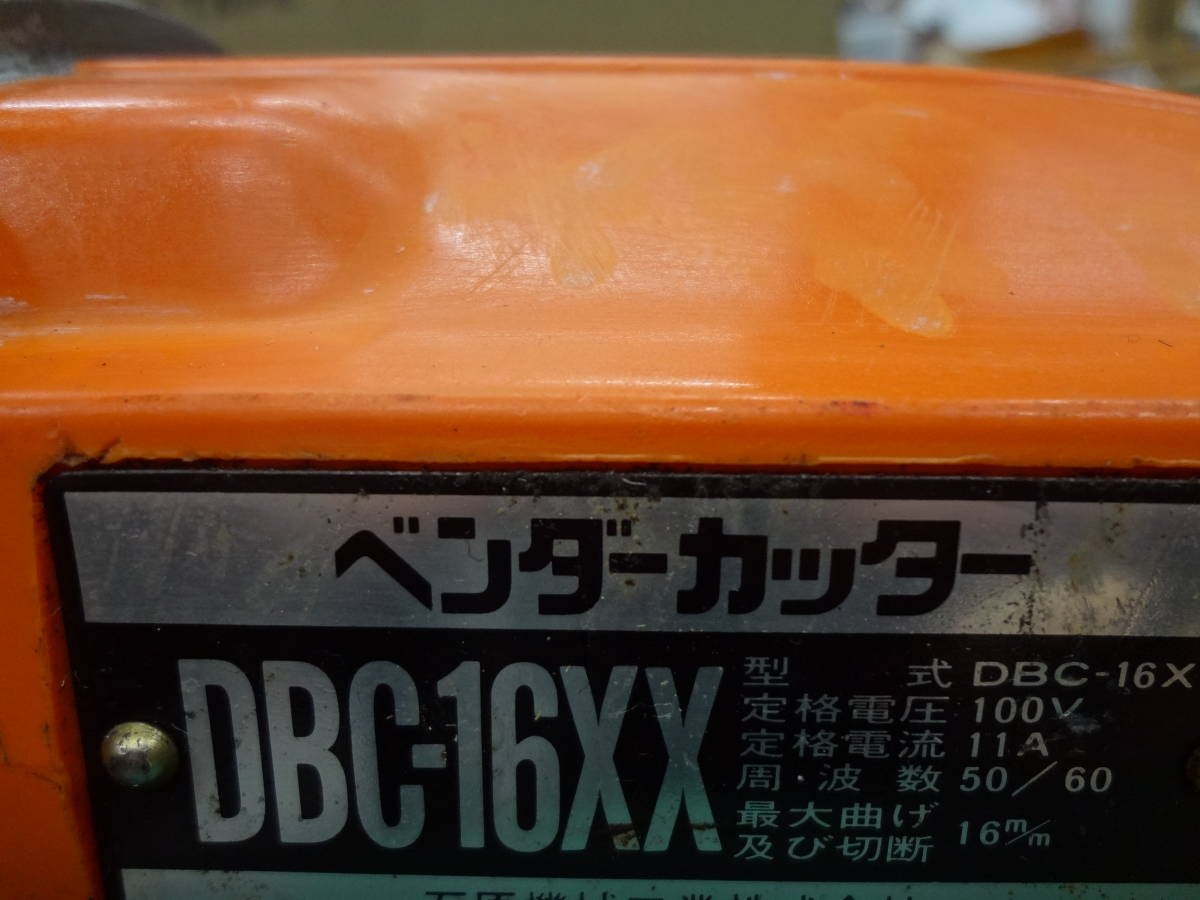 ベンダーカッター
DBC-16XX
型式 DBC-16X
定格電圧 100V
定格電流 11A
周・波数 50/60
最大曲げ
及び切断 16m/m